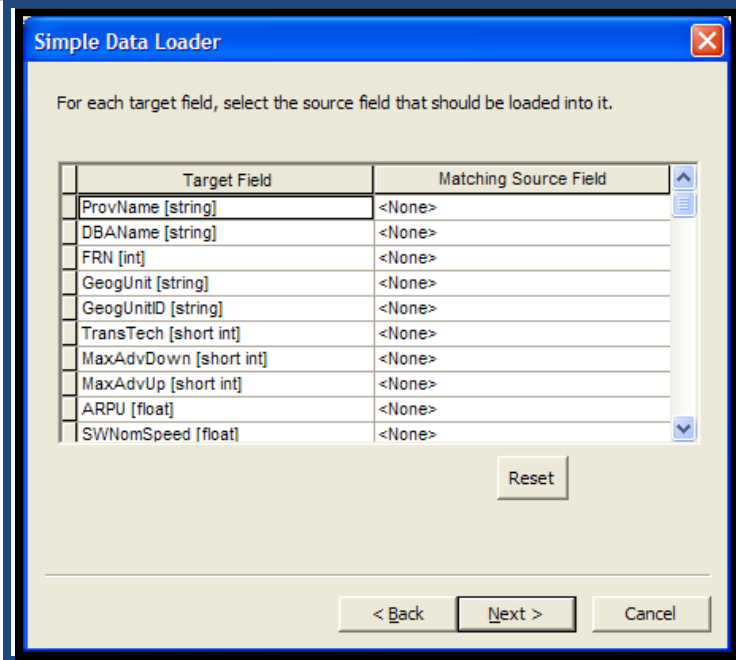 Simple Data Loader
For each target field, select the source field that should be loaded into it.
Target Field Matching Source Field
ProvName [string] <None>
DBAName [string] <None>
FRN [int] <None>
GeogUnit [string] <None>
GeogUnitID [string] <None>
TransTech [short int] <None>
MaxAdvDown [short int] <None>
MaxAdvUp [short int] <None>
ARPU [float] <None>
SWNomSpeed [float] <None>
Reset
< Back Next > Cancel